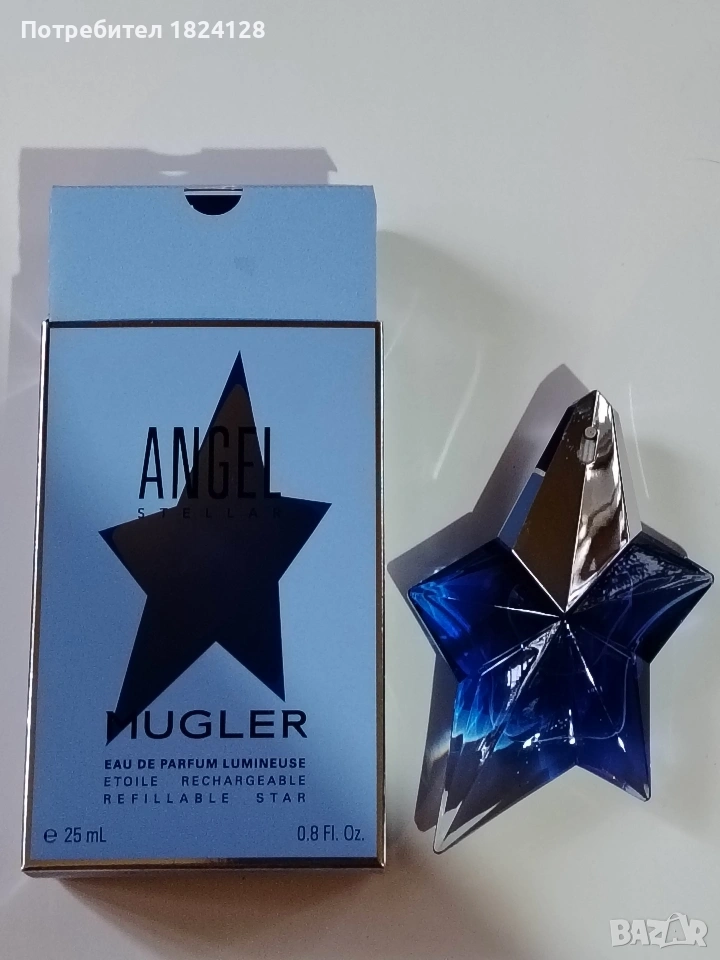 Потребител 1824128
ANGEL
STELLAR
MUGLER
EAU DE PARFUM LUMINEUSE
ETOILE RECHARGEABLE
REFILLABLE STAR
e 25 mL
0.8 Fl. Oz.
BAZAR